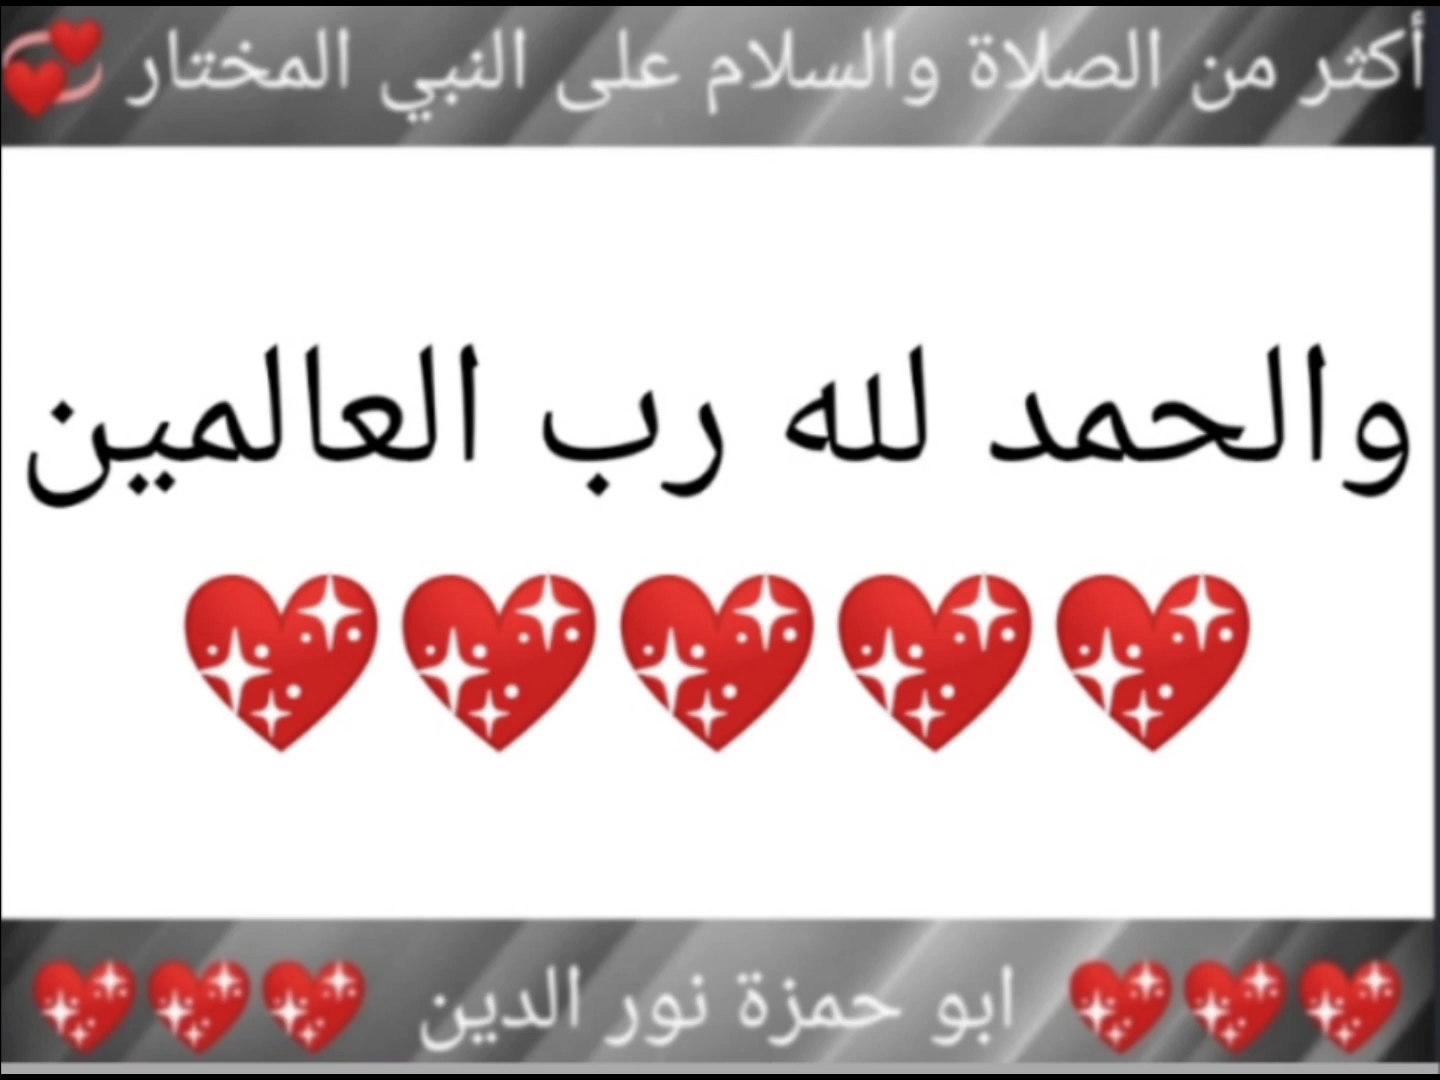 أكثر من الصلاة والسلام على النبي المختار 💞
والحمد لله رب العالمين
💖💖💖💖💖
💖💖💖 ابو حمزة نور الدين 💖💖💖